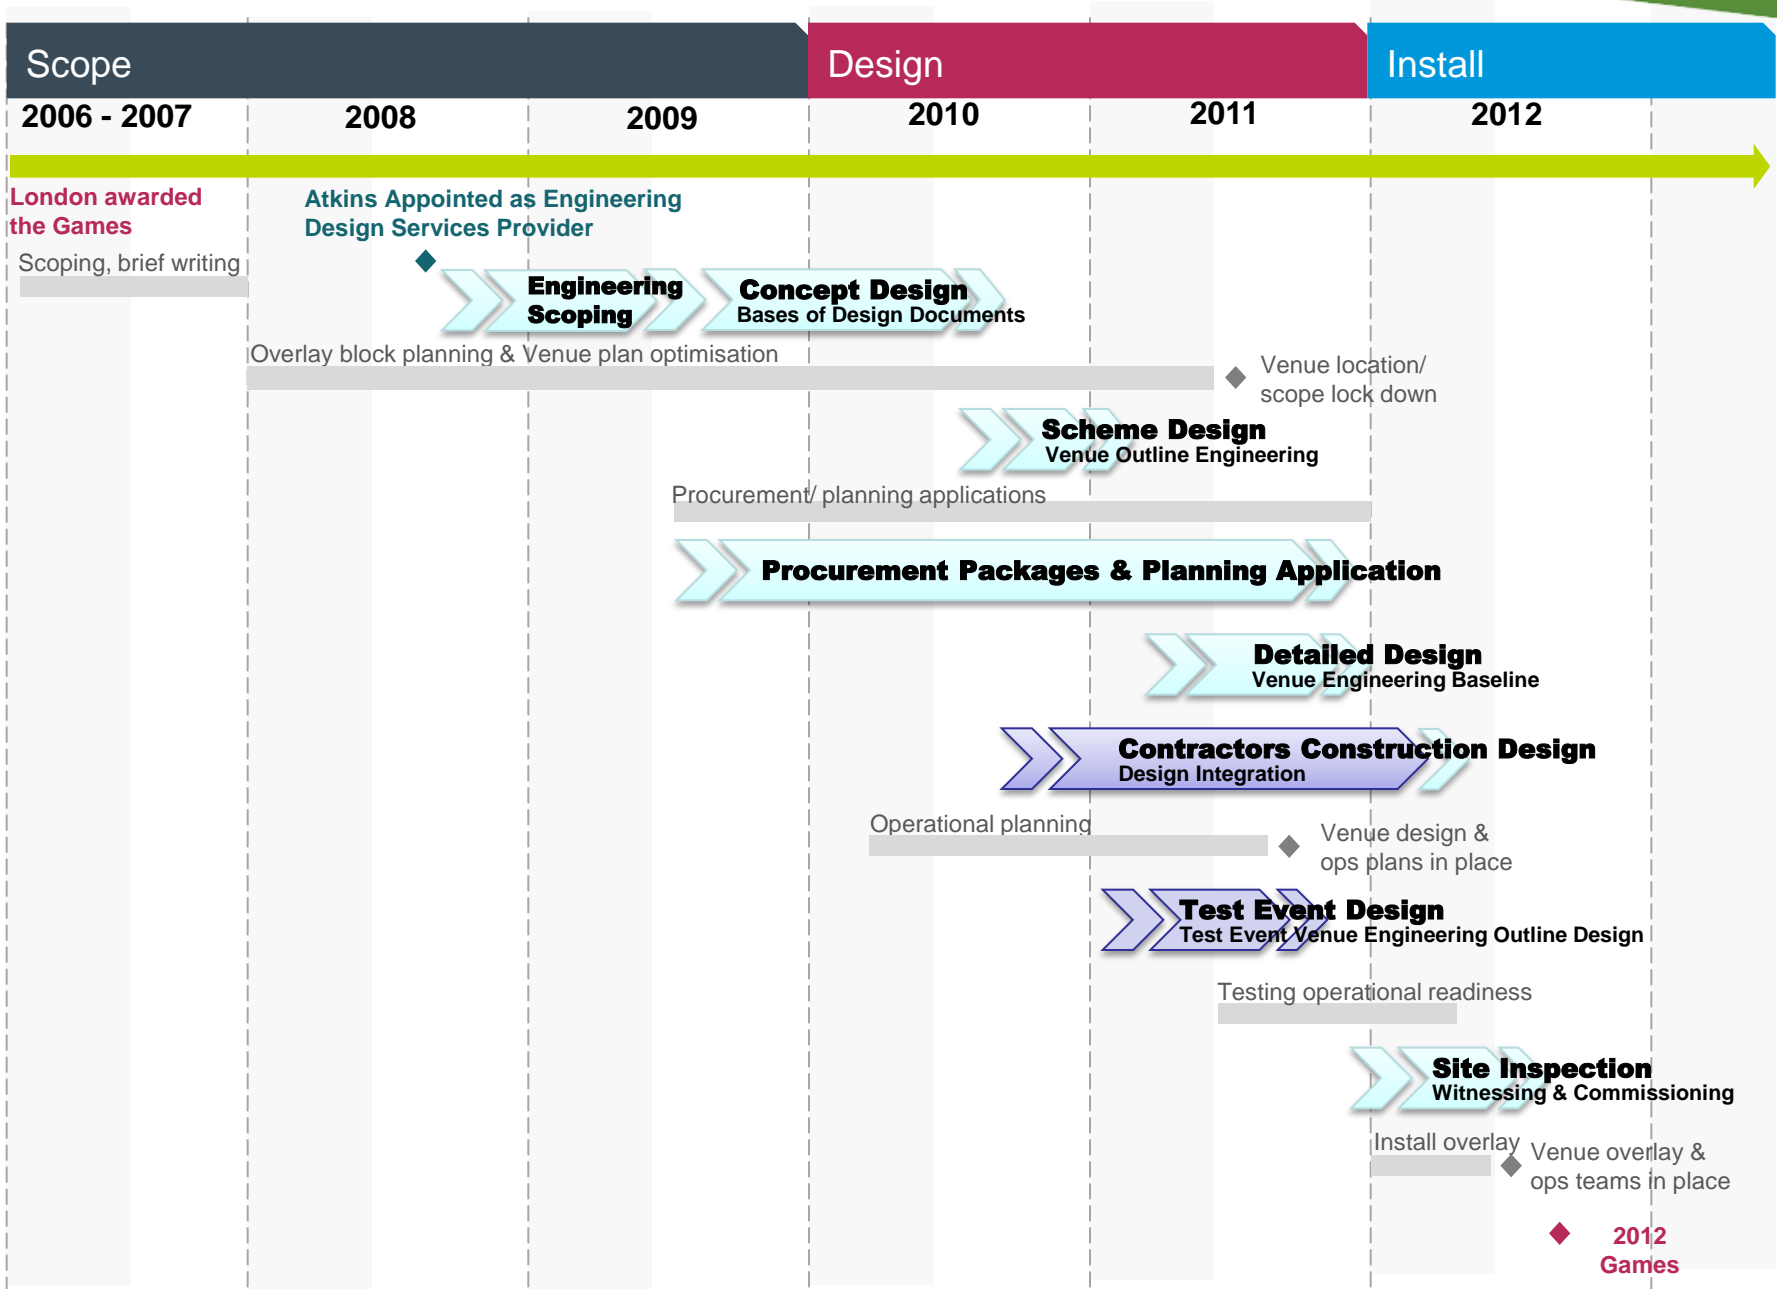 Scope
Design
Install
2006 - 2007
2008
2009
2010
2011
2012
London awarded
the Games
Atkins Appointed as Engineering
Design Services Provider
Scoping, brief writing
Engineering
Scoping
Concept Design
Bases of Design Documents
Overlay block planning & Venue plan optimisation
Venue location/
scope lock down
Scheme Design
Venue Outline Engineering
Procurement/ planning applications
Procurement Packages & Planning Application
Detailed Design
Venue Engineering Baseline
Contractors Construction Design
Design Integration
Operational planning
Venue design &
ops plans in place
Test Event Design
Test Event Venue Engineering Outline Design
Testing operational readiness
Site Inspection
Witnessing & Commissioning
Install overlay
Venue overlay &
ops teams in place
2012
Games